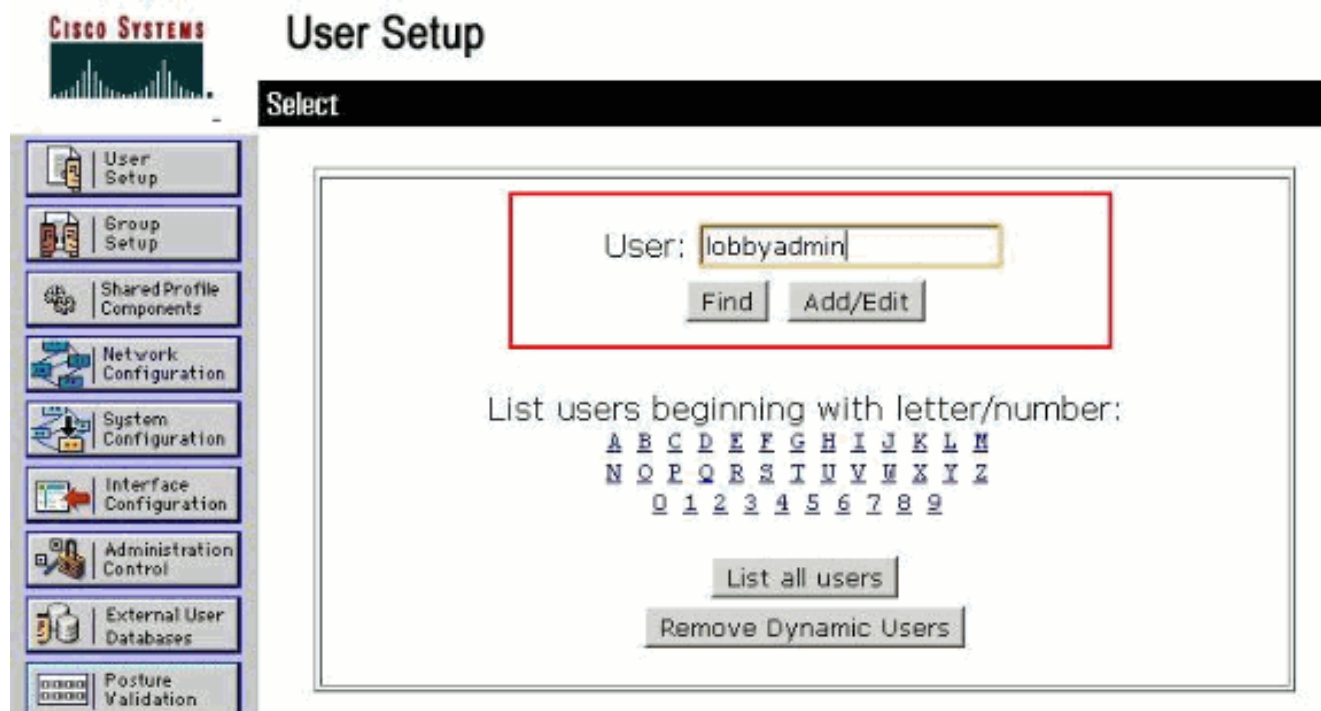 CISCO SYSTEMS
User Setup
Select
User
Setup
Group
Setup
Shared Profile
Components
Network
Configuration
System
Configuration
Interface
Configuration
Administration
Control
External User
Databases
Posture
Validation
User: lobbyadmin
Find Add/Edit
List users beginning with letter/number:
A B C D E F G H I J K L M
N O P Q R S T U V W X Y Z
0 1 2 3 4 5 6 7 8 9
List all users
Remove Dynamic Users